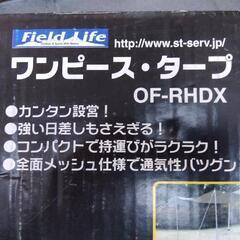 Field Life
http://www.st-serv.jp/
ワンピース・タープ
OF-RHDX
●カンタン設営！
●強い日差しもさえぎる！
●コンパクトで持運びがラクラク！
●全面メッシュ仕様で通気性バツグン